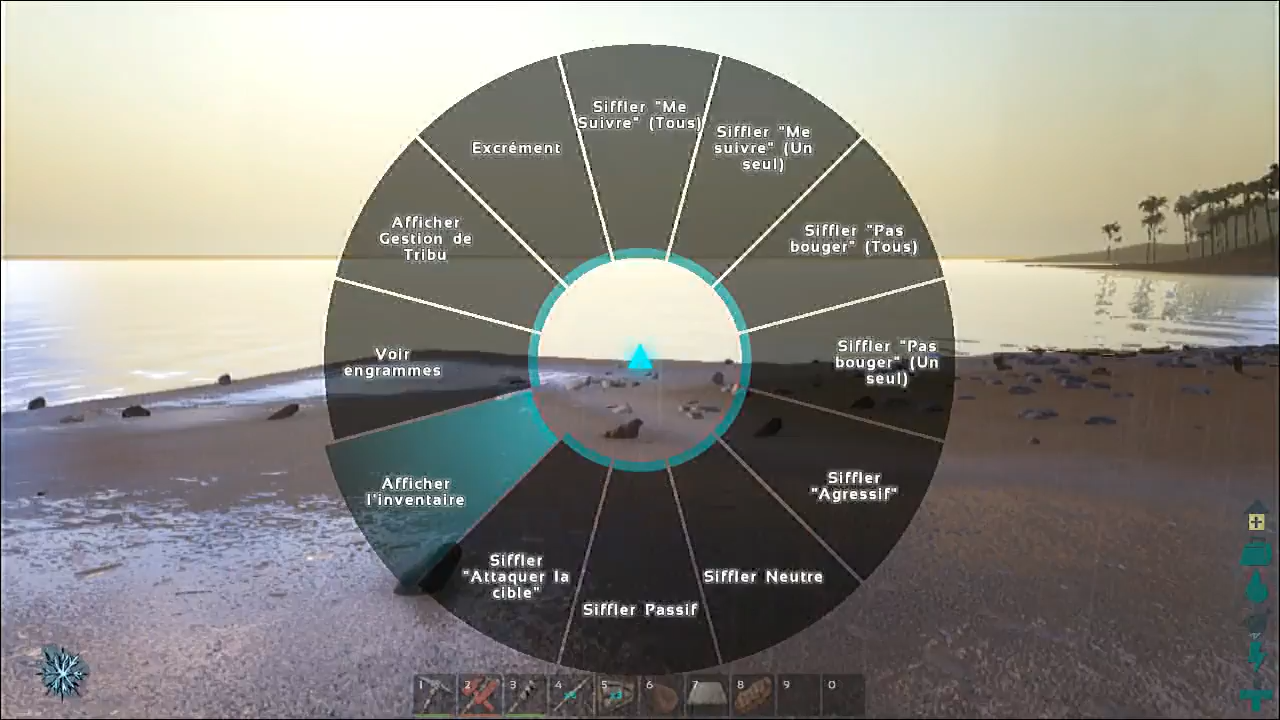 Siffler "Me
Suivre" (Tous)
Siffler "Me
suivre" (Un
seul)
Siffler "Pas
bouger" (Tous)
Siffler "Pas
bouger" (Un
seul)
Siffler
"Agressif"
Siffler Neutre
Siffler Passif
Siffler
"Attaquer la
cible"
Afficher
l'inventaire
Voir
engrammes
Afficher
Gestion de
Tribu
Excrément
1 2 3 4 5 6 7 8 9 0